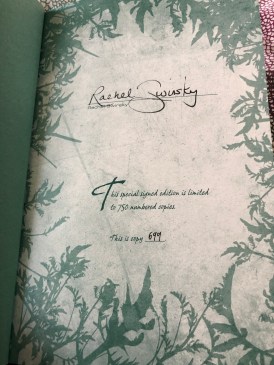 Rachel Swirsky
This special signed edition is limited
to 750 numbered copies.
This is copy 699